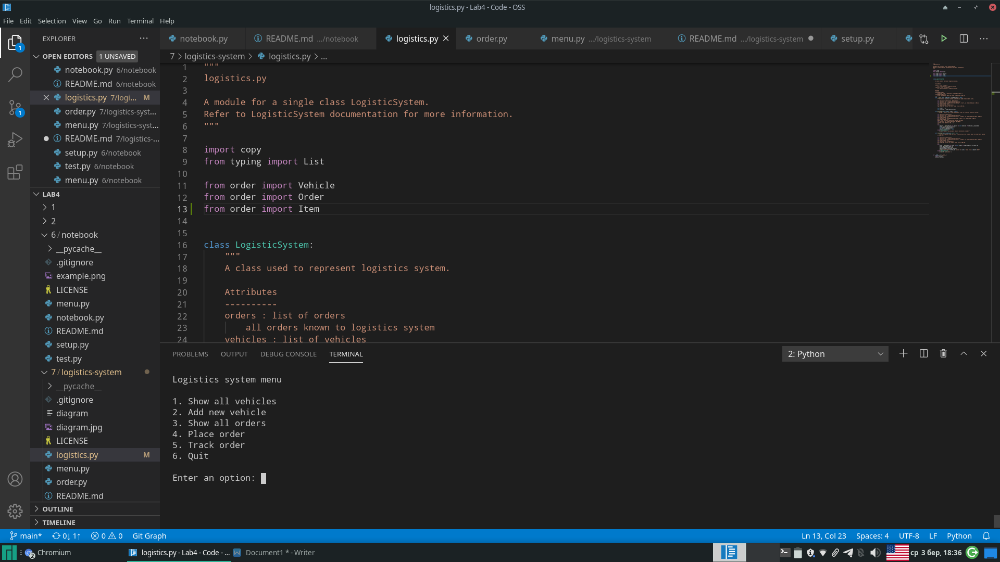 logistics.py - Lab4 - Code - OSS
File Edit Selection View Go Run Terminal Help
EXPLORER
OPEN EDITORS 1 UNSAVED
notebook.py 6/notebook
README.md 6/notebook
logistics.py 7/logi... M
order.py 7/logistics-syst...
menu.py 7/logistics-syst...
README.md 7/logistics-...
setup.py 6/notebook
test.py 6/notebook
menu.py 6/notebook
LAB4
1
2
6 / notebook
__pycache__
.gitignore
example.png
LICENSE
menu.py
notebook.py
README.md
setup.py
test.py
7 / logistics-system
__pycache__
.gitignore
diagram
diagram.jpg
LICENSE
logistics.py M
menu.py
order.py
README.md
OUTLINE
TIMELINE
notebook.py README.md .../notebook logistics.py order.py menu.py .../logistics-system README.md .../logistics-system setup.py
7 > logistics-system > logistics.py > ...
1 """
2 logistics.py
3
4 A module for a single class LogisticSystem.
5 Refer to LogisticSystem documentation for more information.
6 """
7
8 import copy
9 from typing import List
10
11 from order import Vehicle
12 from order import Order
13 from order import Item
14
15
16 class LogisticSystem:
17 """
18 A class used to represent logistics system.
19
20 Attributes
21 ----------
22 orders : list of orders
23 all orders known to logistics system
24 vehicles : list of vehicles
PROBLEMS OUTPUT DEBUG CONSOLE TERMINAL 2: Python
Logistics system menu
1. Show all vehicles
2. Add new vehicle
3. Show all orders
4. Place order
5. Track order
6. Quit
Enter an option:
main* 0↓ 1↑ 0 0 Git Graph Ln 13, Col 23 Spaces: 4 UTF-8 LF Python
2 Chromium logistics.py - Lab4 - Code - ... Document1 * - Writer ср 3 бер, 18:36